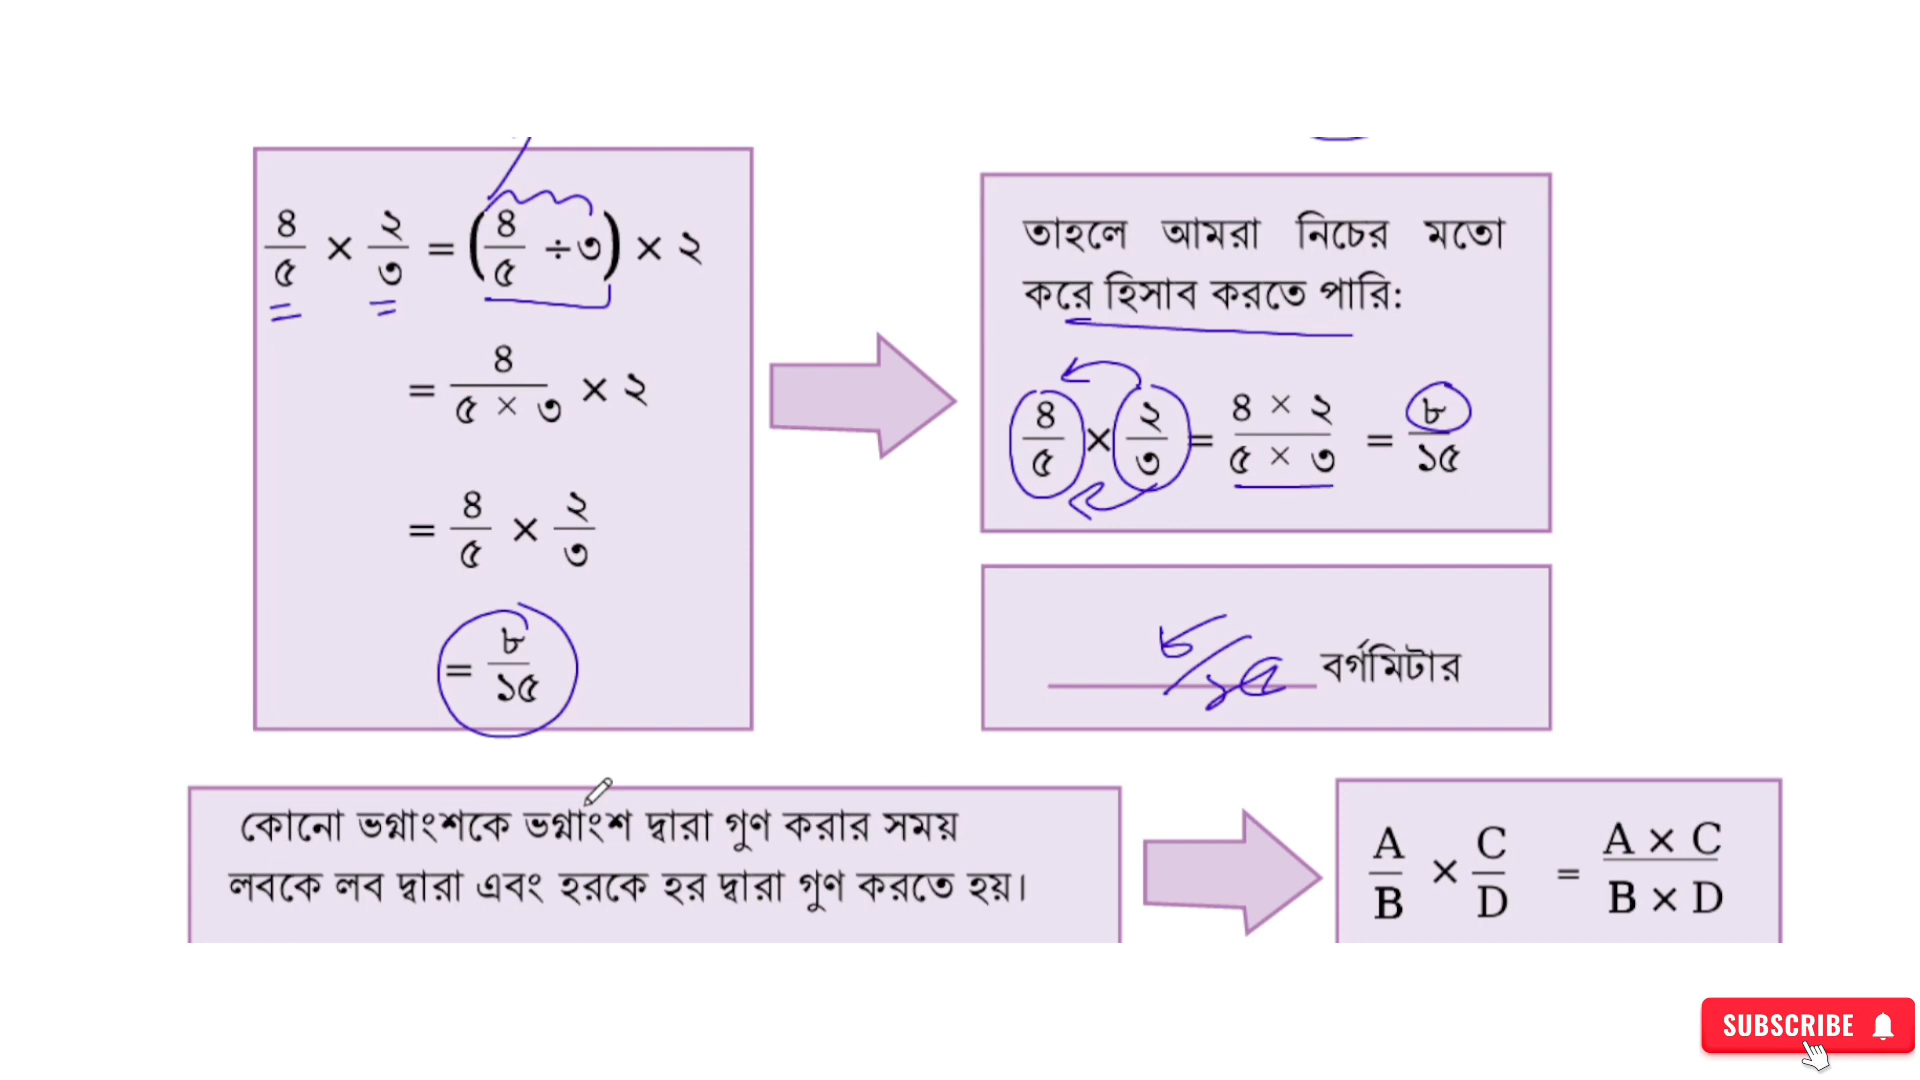 ৪/৫ × ২/৩ = (৪/৫ ÷ ৩) × ২
= ৪/(৫ × ৩) × ২
= ৪/৫ × ২/৩
= ৮/১৫
তাহলে আমরা নিচের মতো
করে হিসাব করতে পারি:
৪/৫ × ২/৩ = (৪ × ২)/(৫ × ৩) = ৮/১৫
৮/১৫ বর্গমিটার
কোনো ভগ্নাংশকে ভগ্নাংশ দ্বারা গুণ করার সময়
লবকে লব দ্বারা এবং হরকে হর দ্বারা গুণ করতে হয়।
A/B × C/D = (A × C)/(B × D)
SUBSCRIBE